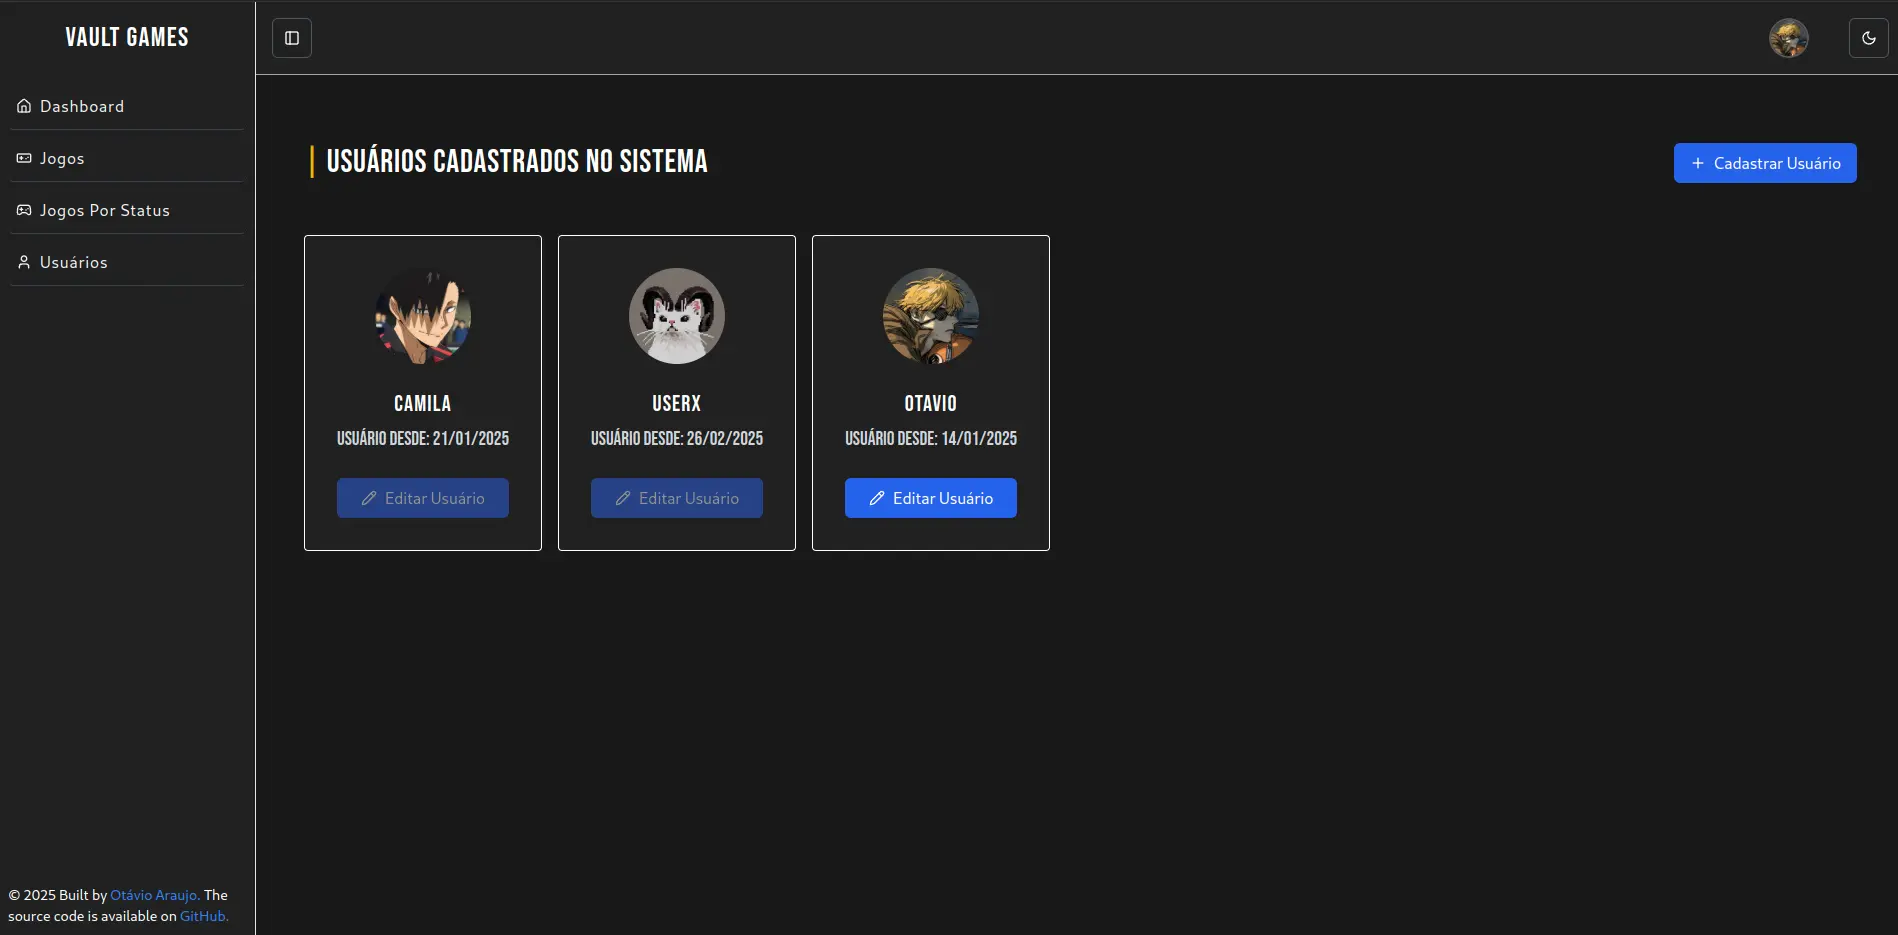 VAULT GAMES
Dashboard
Jogos
Jogos Por Status
Usuários
© 2025 Built by Otávio Araujo. The
source code is available on GitHub.
USUÁRIOS CADASTRADOS NO SISTEMA
Cadastrar Usuário
CAMILA
USUÁRIO DESDE: 21/01/2025
Editar Usuário
USERX
USUÁRIO DESDE: 26/02/2025
Editar Usuário
OTAVIO
USUÁRIO DESDE: 14/01/2025
Editar Usuário